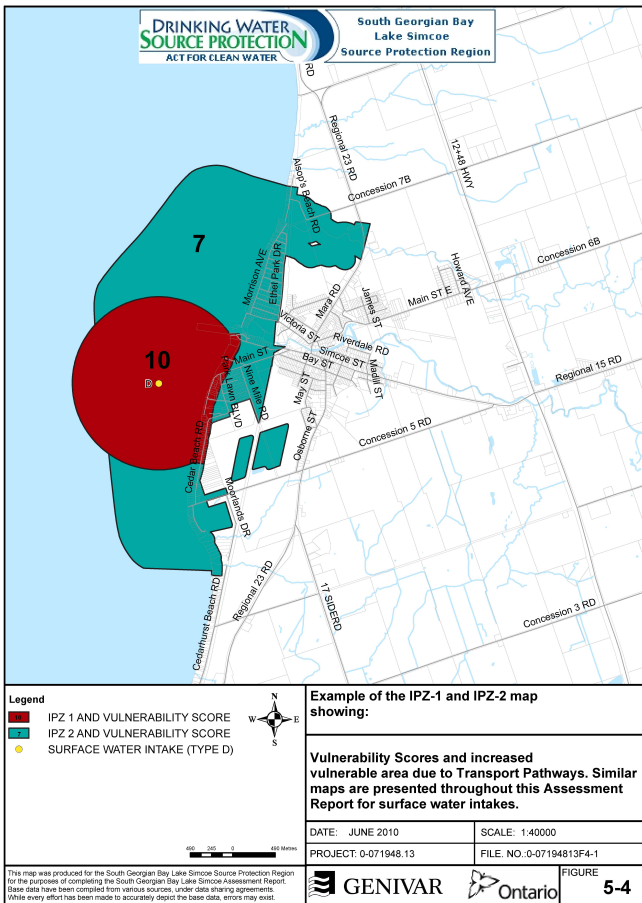 DRINKING WATER
SOURCE PROTECTION
ACT FOR CLEAN WATER
South Georgian Bay
Lake Simcoe
Source Protection Region
RD
Regional 23 RD
12+48 HWY
Alsop's Beach RD
Concession 7B
7
Concession 6B
Morrison AVE
Ethel Park DR
Howard AVE
Mara RD
James ST
Main ST E
Victoria ST
Riverdale RD
10
Main ST
Simcoe ST
Bay ST
D
Regional 15 RD
Lawn BLVD
Nine Mile RD
May ST
Madill ST
Cedar Beach RD
Osborne ST
Concession 5 RD
Moorlands DR
Regional 23 RD
17 SIDERD
Concession 3 RD
Cedarhurst Beach RD
Legend
10 IPZ 1 AND VULNERABILITY SCORE
7 IPZ 2 AND VULNERABILITY SCORE
SURFACE WATER INTAKE (TYPE D)
N
W E
S
490 245 0 490 Metres
Example of the IPZ-1 and IPZ-2 map
showing:
Vulnerability Scores and increased
vulnerable area due to Transport Pathways. Similar
maps are presented throughout this Assessment
Report for surface water intakes.
DATE: JUNE 2010
SCALE: 1:40000
PROJECT: 0-071948.13
FILE. NO.:0-07194813F4-1
This map was produced for the South Georgian Bay Lake Simcoe Source Protection Region
for the purposes of completing the South Georgian Bay Lake Simcoe Assessment Report.
Base data have been compiled from various sources, under data sharing agreements.
While every effort has been made to accurately depict the base data, errors may exist.
GENIVAR
Ontario
FIGURE
5-4